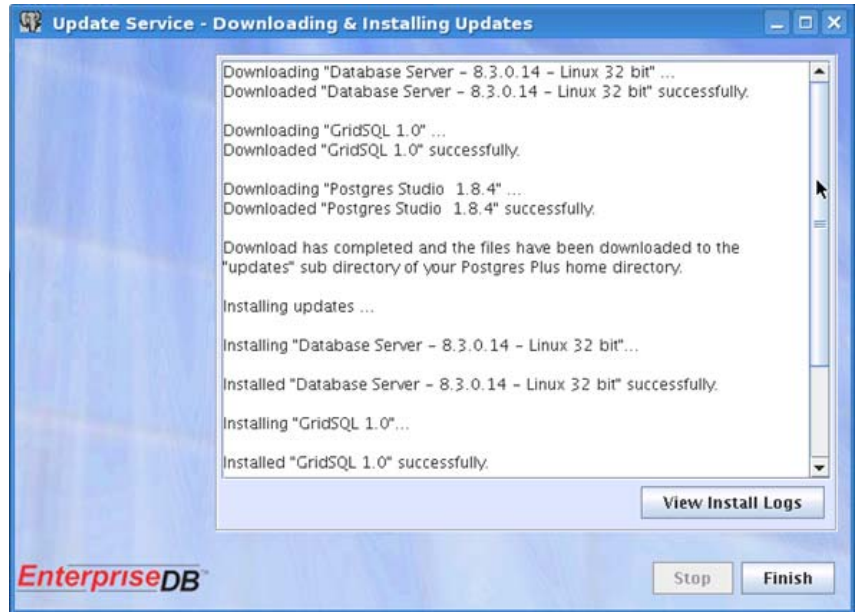 Update Service - Downloading & Installing Updates
Downloading "Database Server – 8.3.0.14 – Linux 32 bit" ...
Downloaded "Database Server – 8.3.0.14 – Linux 32 bit" successfully.
Downloading "GridSQL 1.0" ...
Downloaded "GridSQL 1.0" successfully.
Downloading "Postgres Studio 1.8.4" ...
Downloaded "Postgres Studio 1.8.4" successfully.
Download has completed and the files have been downloaded to the
"updates" sub directory of your Postgres Plus home directory.
Installing updates ...
Installing "Database Server – 8.3.0.14 – Linux 32 bit"...
Installed "Database Server – 8.3.0.14 – Linux 32 bit" successfully.
Installing "GridSQL 1.0"...
Installed "GridSQL 1.0" successfully.
View Install Logs
EnterpriseDB™
Stop
Finish